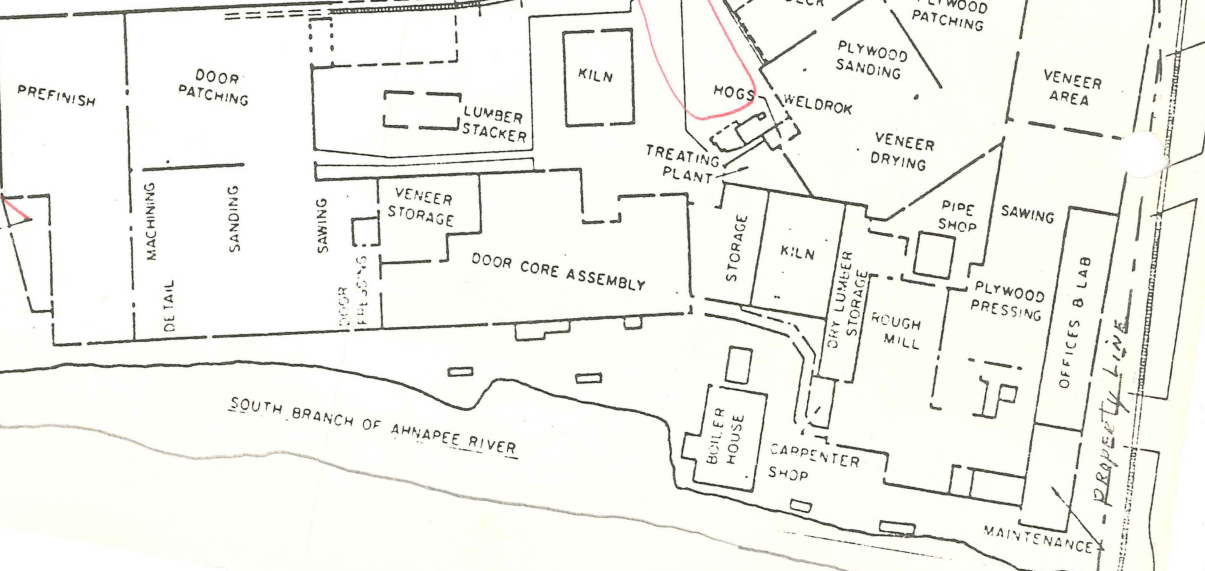 DECK
PLYWOOD
PATCHING
PLYWOOD
SANDING
VENEER
AREA
PREFINISH
DOOR
PATCHING
KILN
LUMBER
STACKER
HOGS
WELDROK
VENEER
DRYING
TREATING
PLANT
MACHINING
SANDING
SAWING
VENEER
STORAGE
STORAGE
KILN
PIPE
SHOP
SAWING
DETAIL
DOOR
PRESSING
DOOR CORE ASSEMBLY
DRY LUMBER
STORAGE
ROUGH
MILL
PLYWOOD
PRESSING
OFFICES & LAB
PROPERTY LINE
SOUTH BRANCH OF AHNAPEE RIVER
BOILER
HOUSE
CARPENTER
SHOP
MAINTENANCE